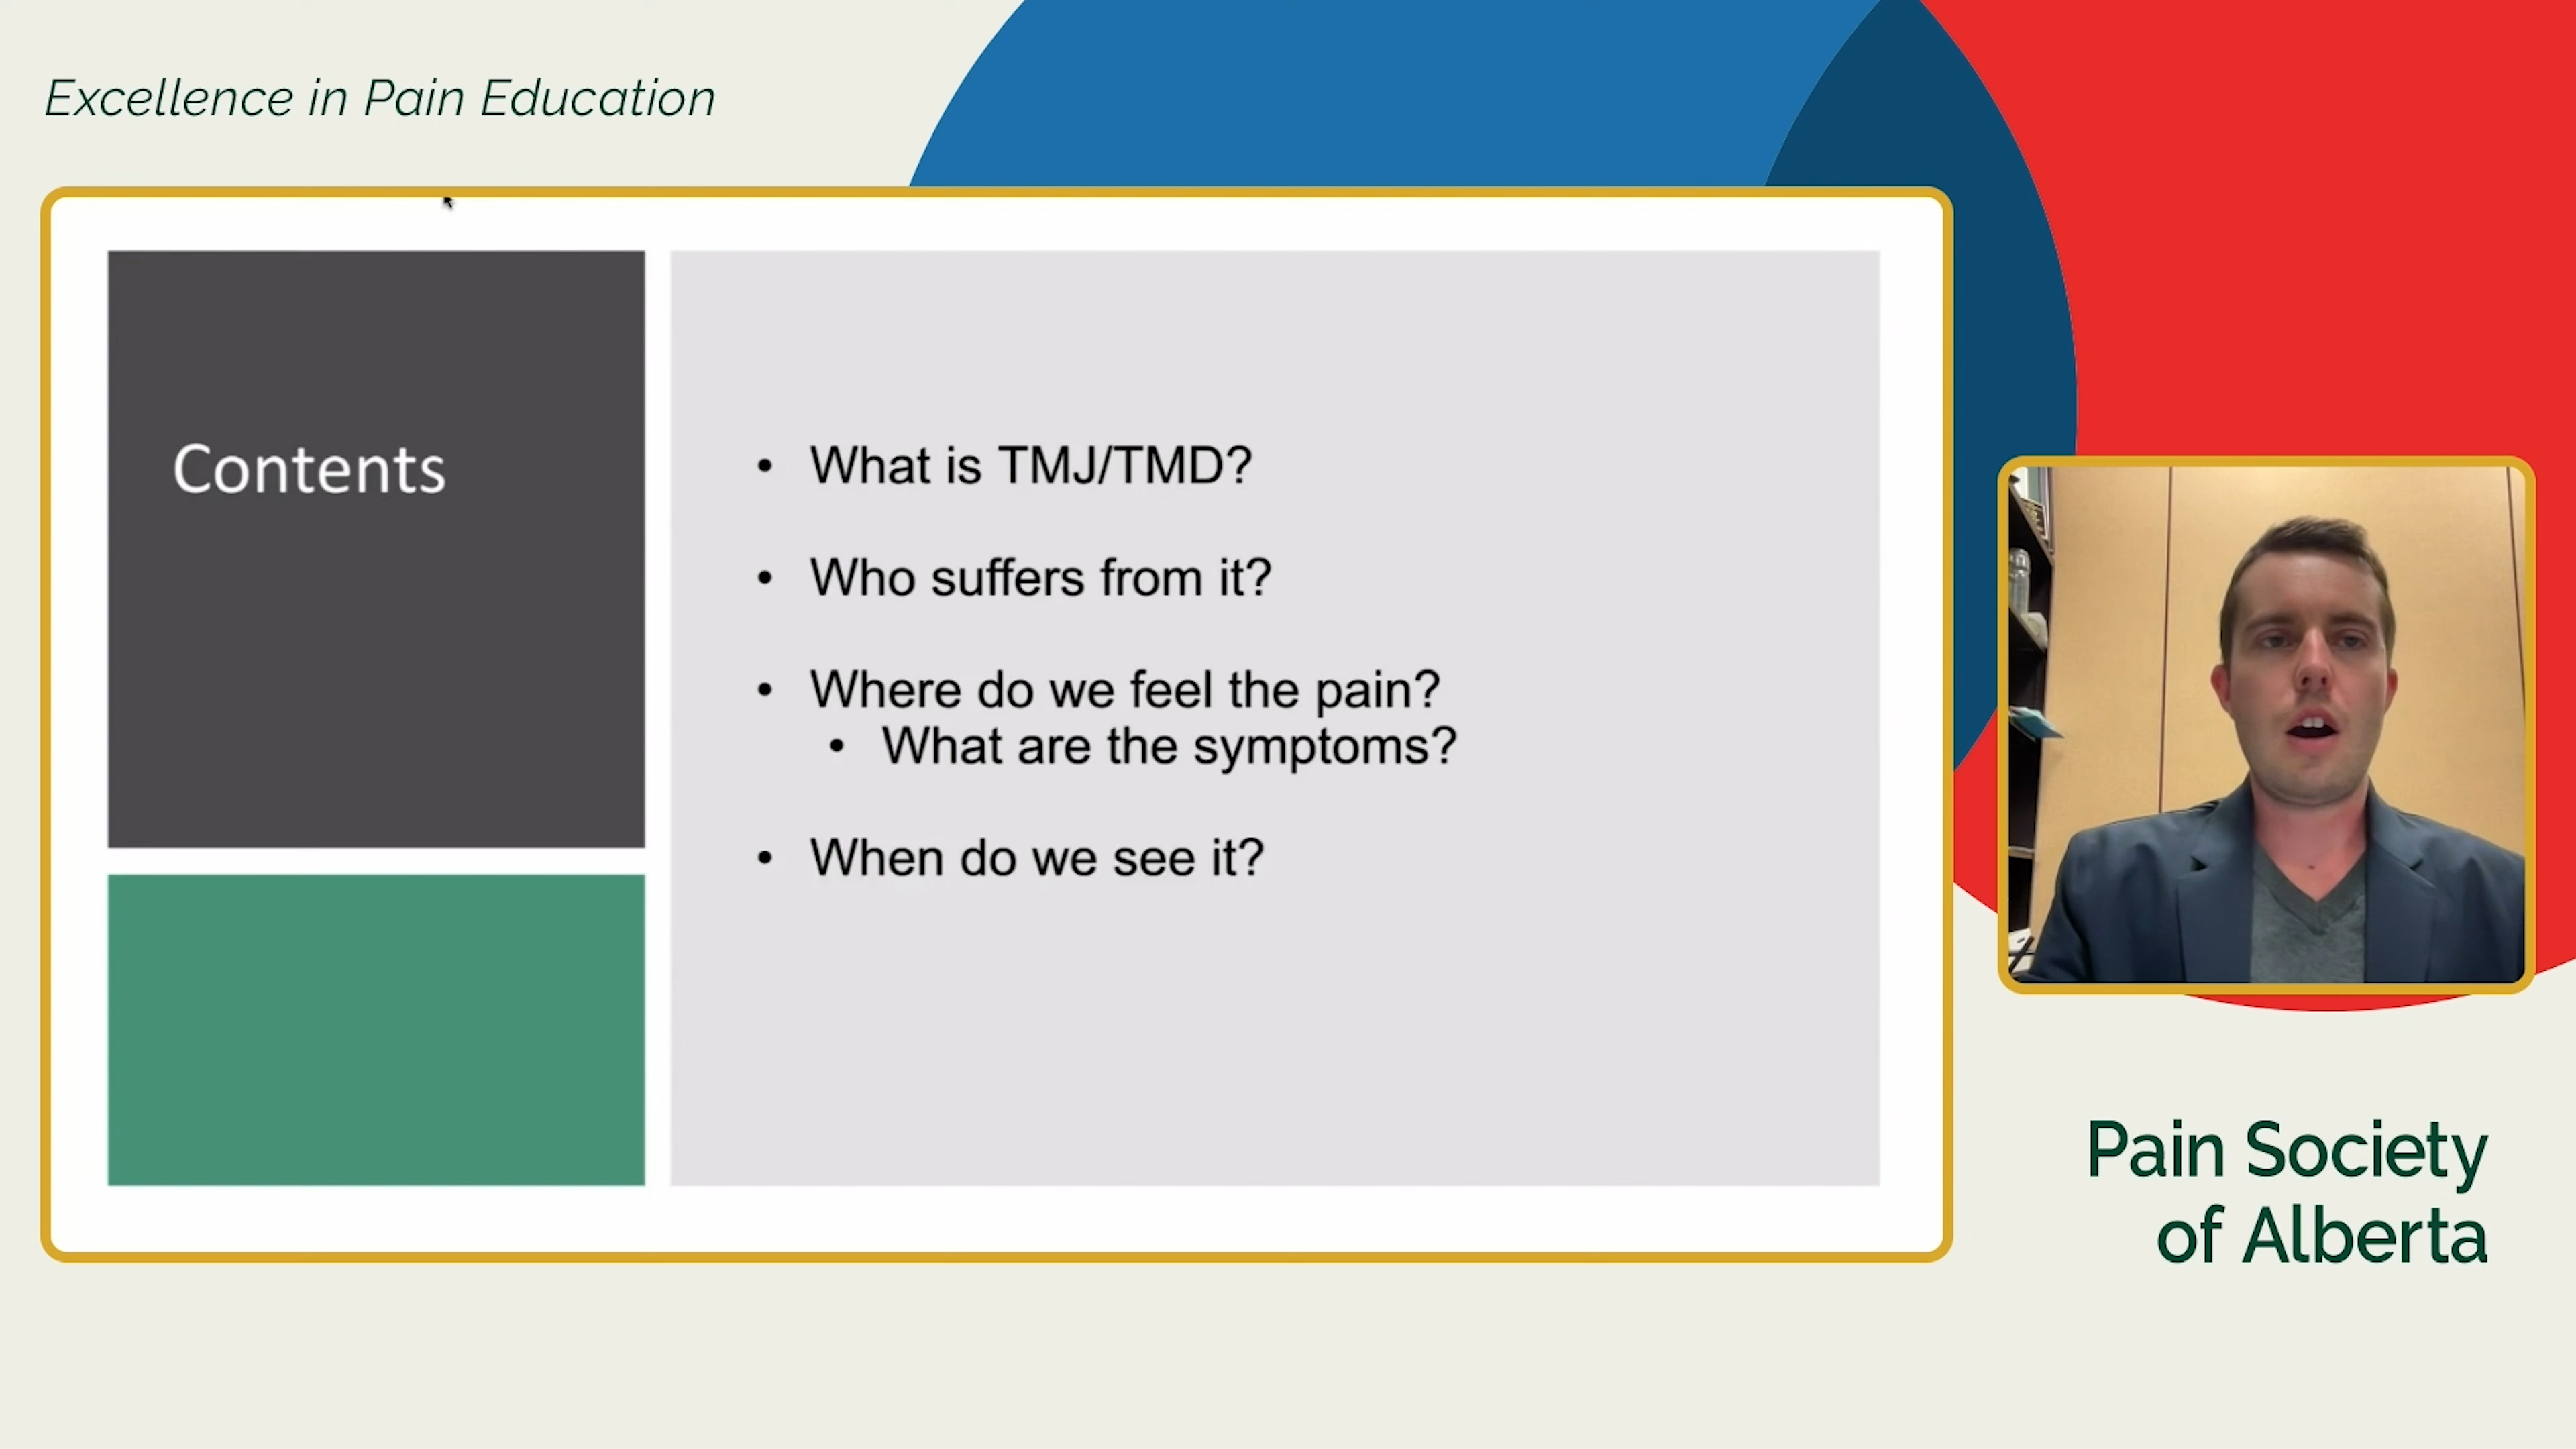 Excellence in Pain Education
Contents
• What is TMJ/TMD?
• Who suffers from it?
• Where do we feel the pain?
• What are the symptoms?
• When do we see it?
Pain Society
of Alberta